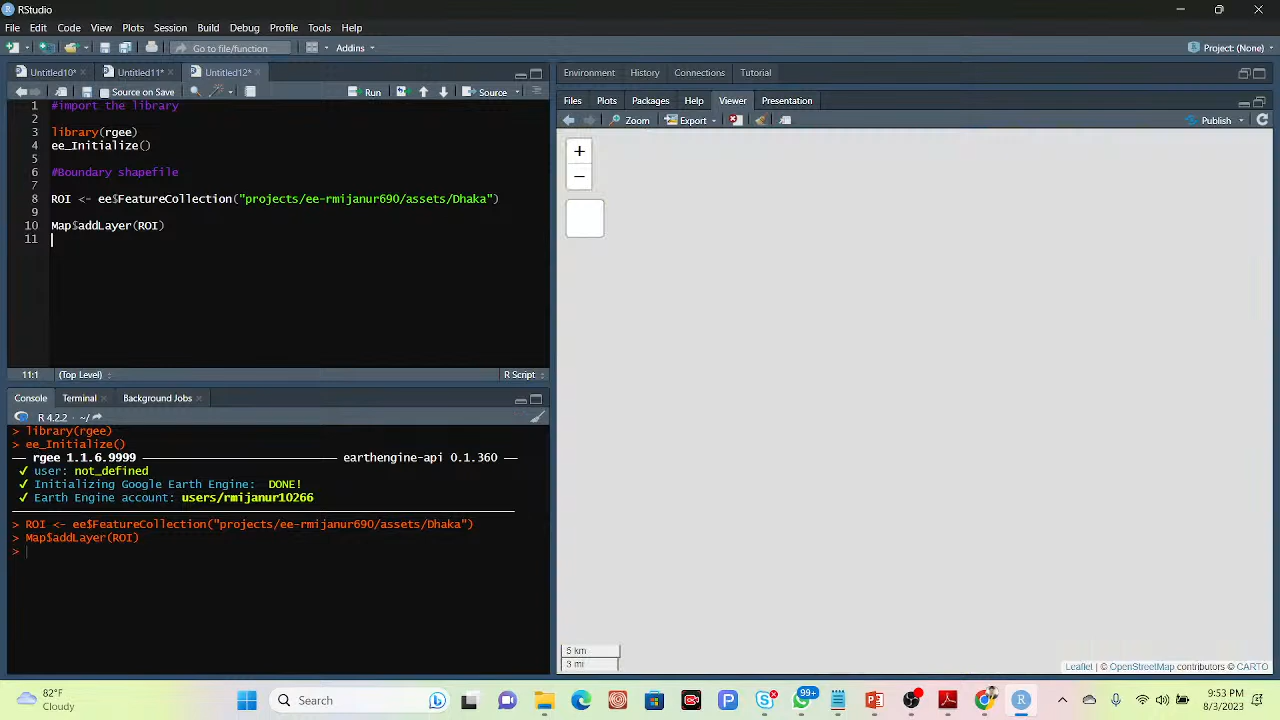 RStudio
File Edit Code View Plots Session Build Debug Profile Tools Help
Go to file/function Addins Project: (None)
Untitled10* × Untitled11* × Untitled12* ×
Source on Save Run Source
1 #import the library
2
3 library(rgee)
4 ee_Initialize()
5
6 #Boundary shapefile
7
8 ROI <- ee$FeatureCollection("projects/ee-rmijanur690/assets/Dhaka")
9
10 Map$addLayer(ROI)
11
11:1 (Top Level) R Script
Console Terminal × Background Jobs ×
R 4.2.2 · ~/
> library(rgee)
> ee_Initialize()
── rgee 1.1.6.9999 ── earthengine-api 0.1.360 ──
✓ user: not_defined
✓ Initializing Google Earth Engine: DONE!
✓ Earth Engine account: users/rmijanur10266
> ROI <- ee$FeatureCollection("projects/ee-rmijanur690/assets/Dhaka")
> Map$addLayer(ROI)
>
Environment History Connections Tutorial
Files Plots Packages Help Viewer Presentation
Zoom Export Publish
+
−
5 km
3 mi
Leaflet | © OpenStreetMap contributors © CARTO
82°F
Cloudy
Search
99+
9:53 PM
8/3/2023